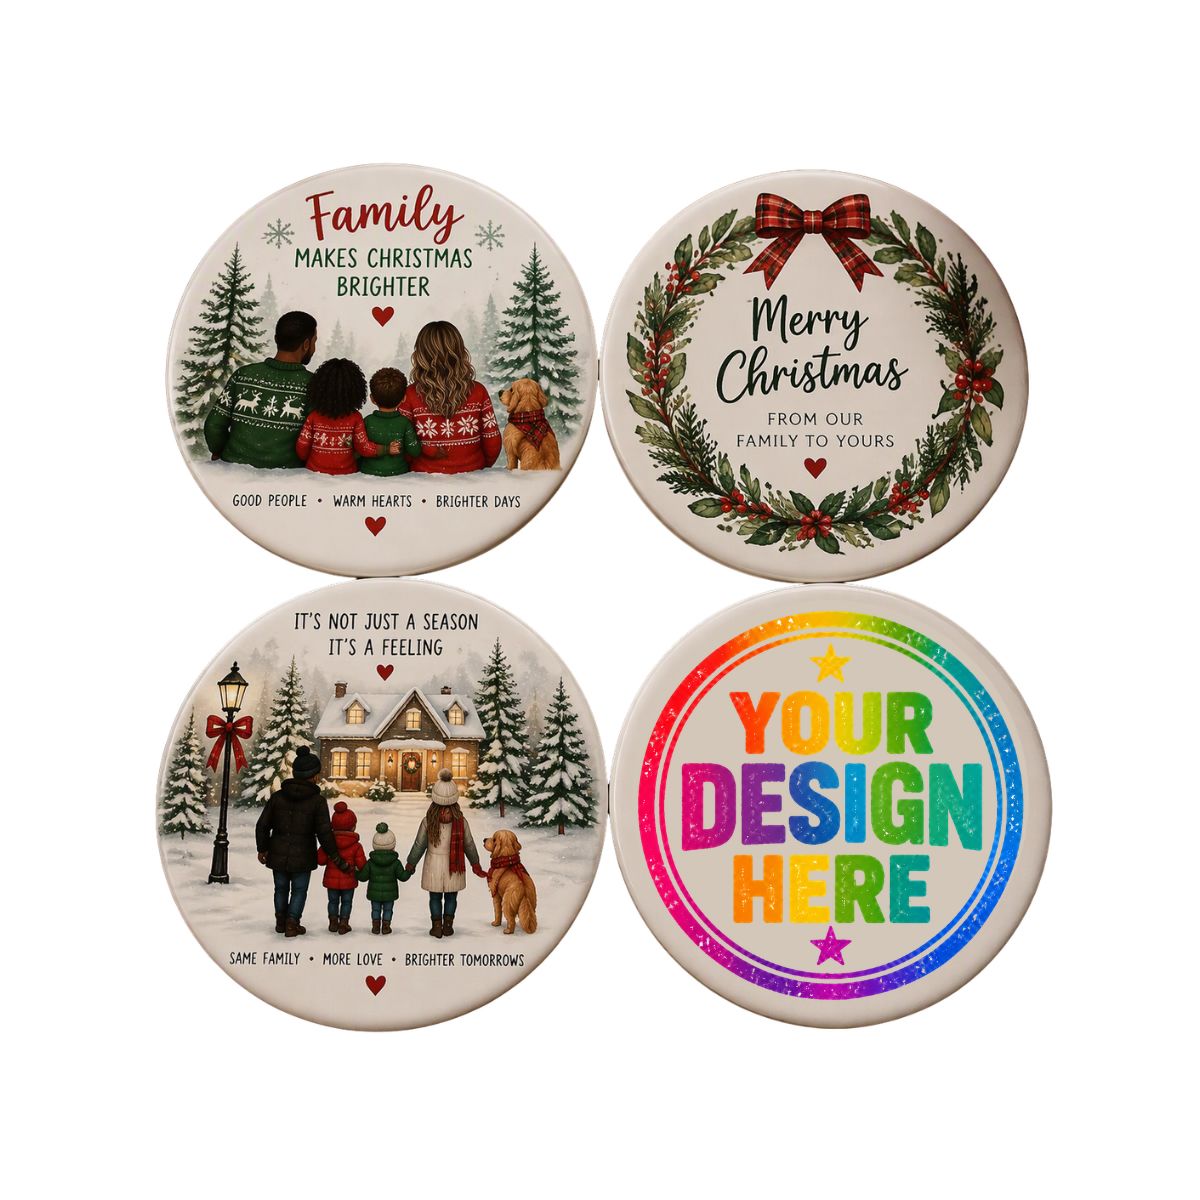 Family
MAKES CHRISTMAS
BRIGHTER
GOOD PEOPLE • WARM HEARTS • BRIGHTER DAYS
Merry
Christmas
FROM OUR
FAMILY TO YOURS
IT'S NOT JUST A SEASON
IT'S A FEELING
SAME FAMILY • MORE LOVE • BRIGHTER TOMORROWS
YOUR
DESIGN
HERE